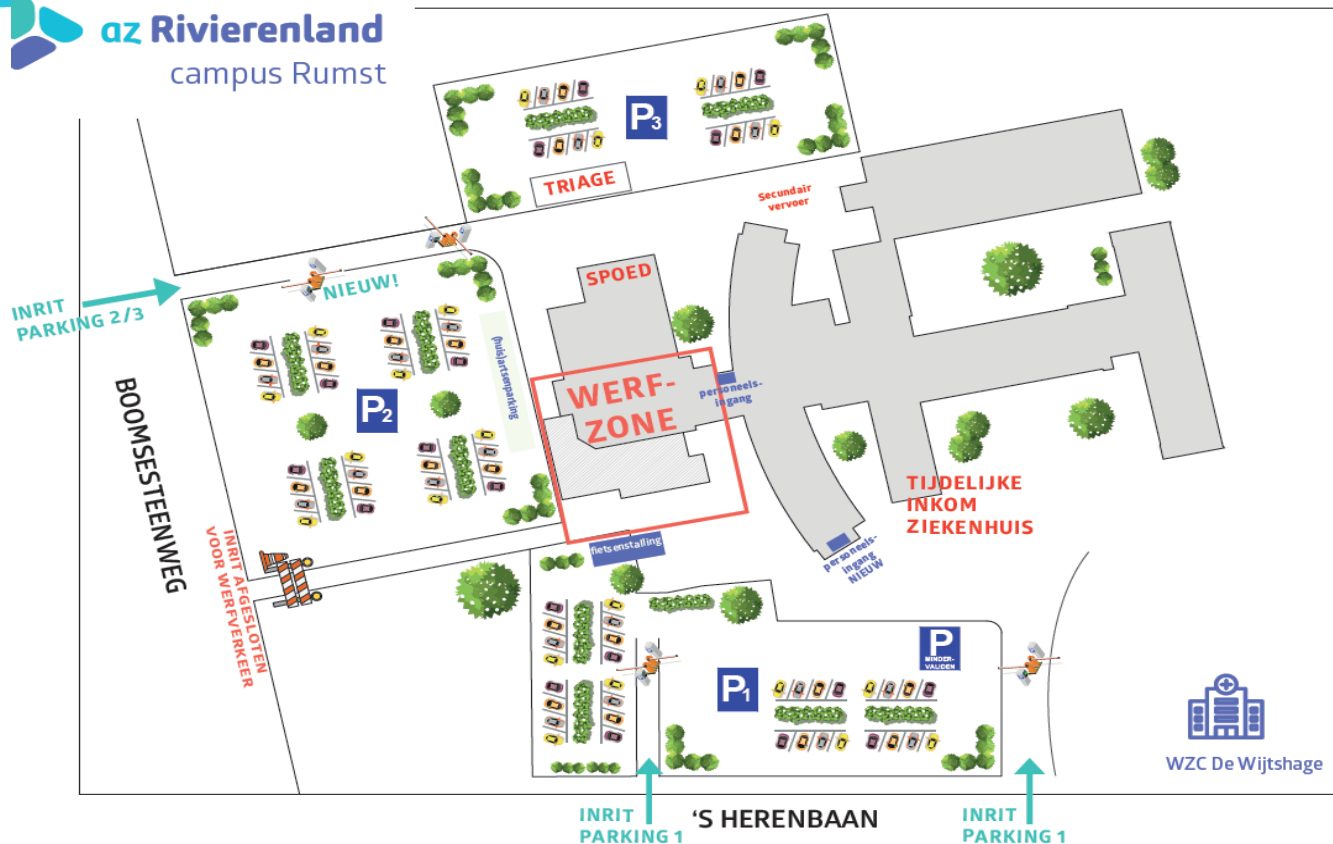 az Rivierenland
campus Rumst
P3
TRIAGE
Secundair
vervoer
SPOED
NIEUW!
INRIT
PARKING 2/3
(huis)artsenparking
P2
WERF-
ZONE
personeels-
ingang
BOOMSESTEENWEG
TIJDELIJKE
INKOM
ZIEKENHUIS
INRIT AFGESLOTEN
VOOR WERFVERKEER
fietsenstalling
personeels-
ingang
NIEUW
P
MINDER-
VALIDEN
P1
WZC De Wijtshage
INRIT
PARKING 1
'S HERENBAAN
INRIT
PARKING 1